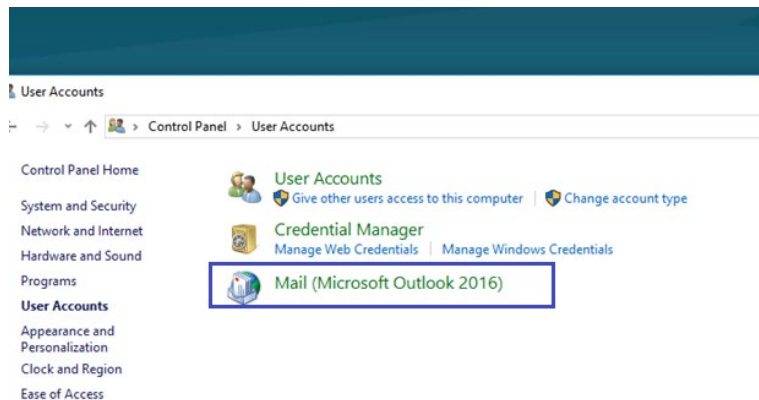 User Accounts
Control Panel > User Accounts
Control Panel Home
System and Security
Network and Internet
Hardware and Sound
Programs
User Accounts
Appearance and
Personalization
Clock and Region
Ease of Access
User Accounts
Give other users access to this computer | Change account type
Credential Manager
Manage Web Credentials | Manage Windows Credentials
Mail (Microsoft Outlook 2016)